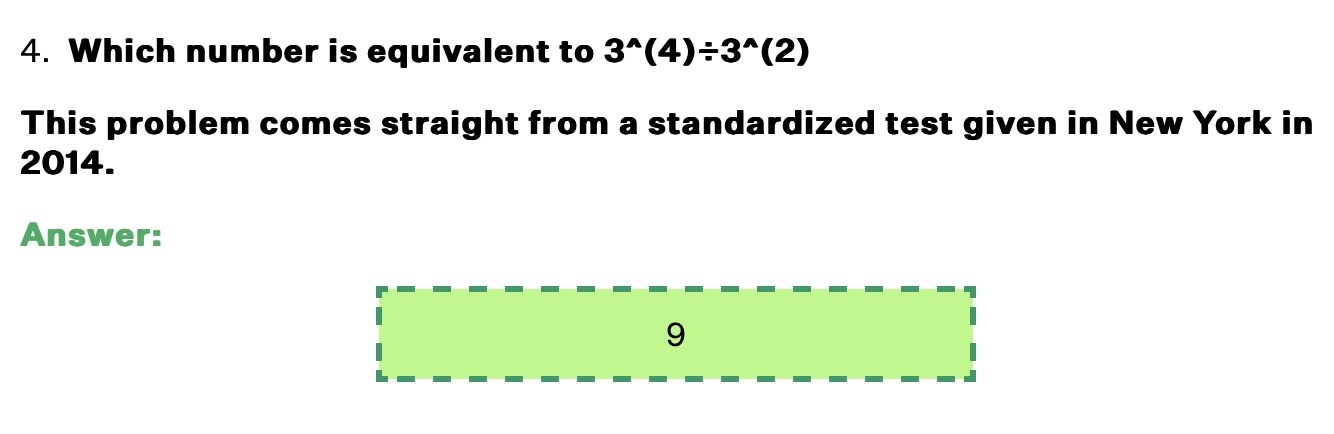 4. Which number is equivalent to 3^(4)÷3^(2)
This problem comes straight from a standardized test given in New York in
2014.
Answer:
9